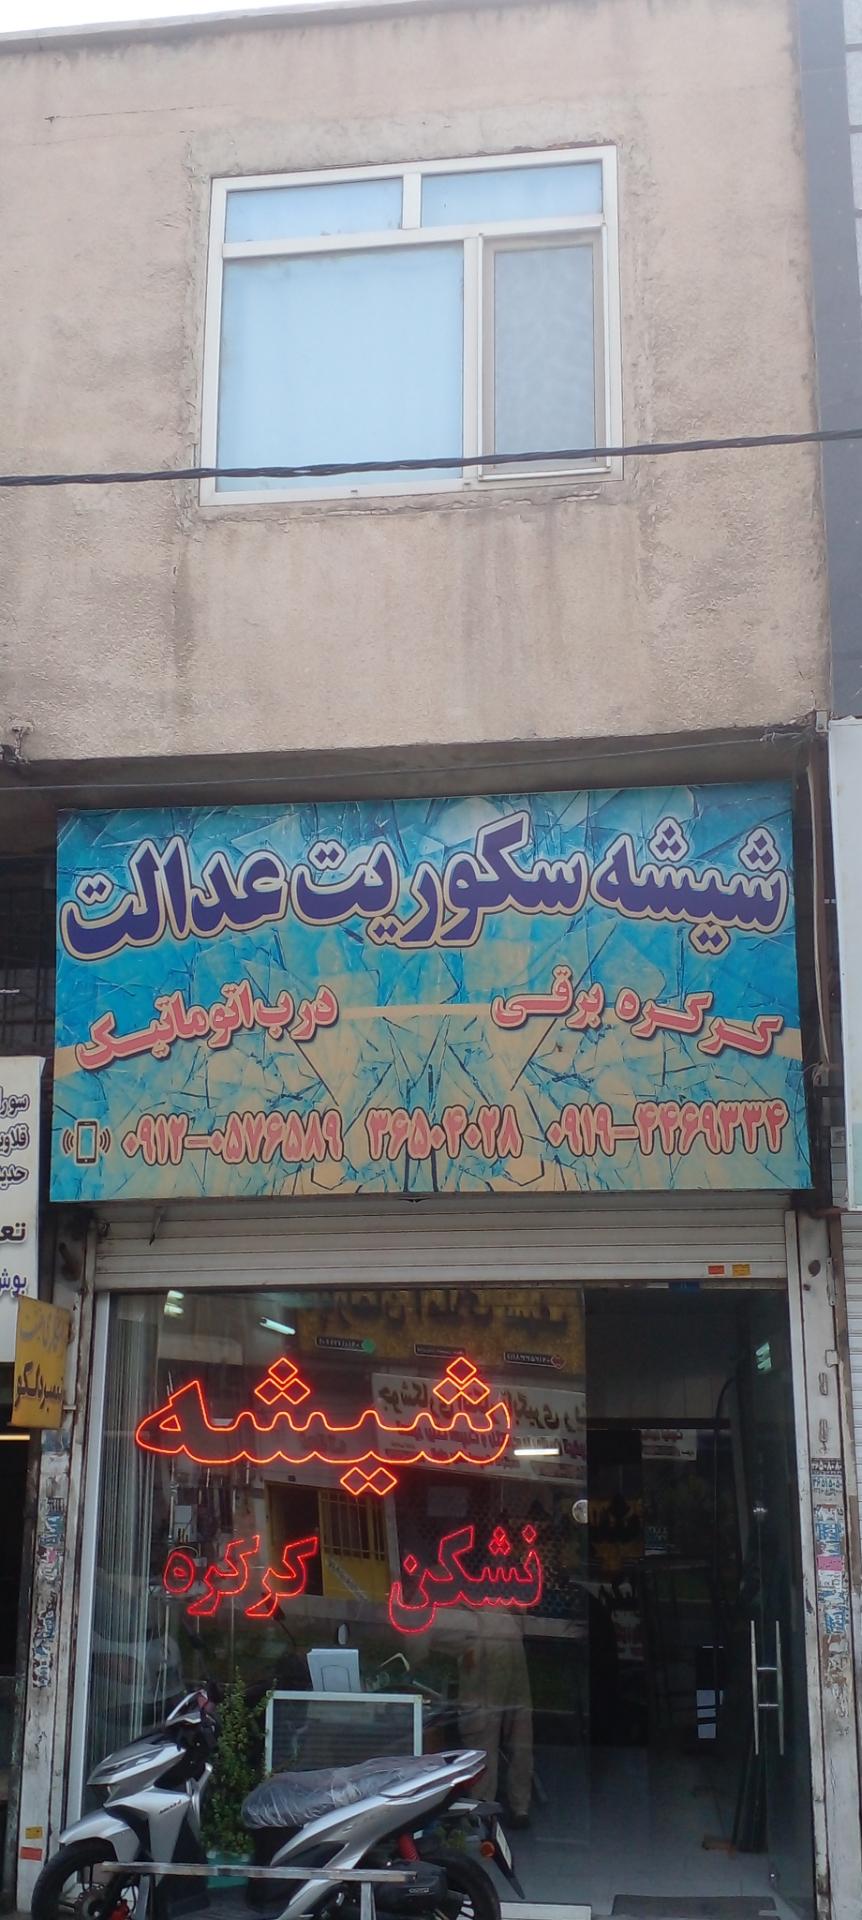 شیشه سکوریت عدالت
کرکره برقی درب اتوماتیک
۰۹۱۲-۰۵۷۶۵۸۹ ۳۶۵۰۴۰۲۸ ۰۹۱۹-۴۴۶۹۳۳۴
شیشه
نشکن کرکره